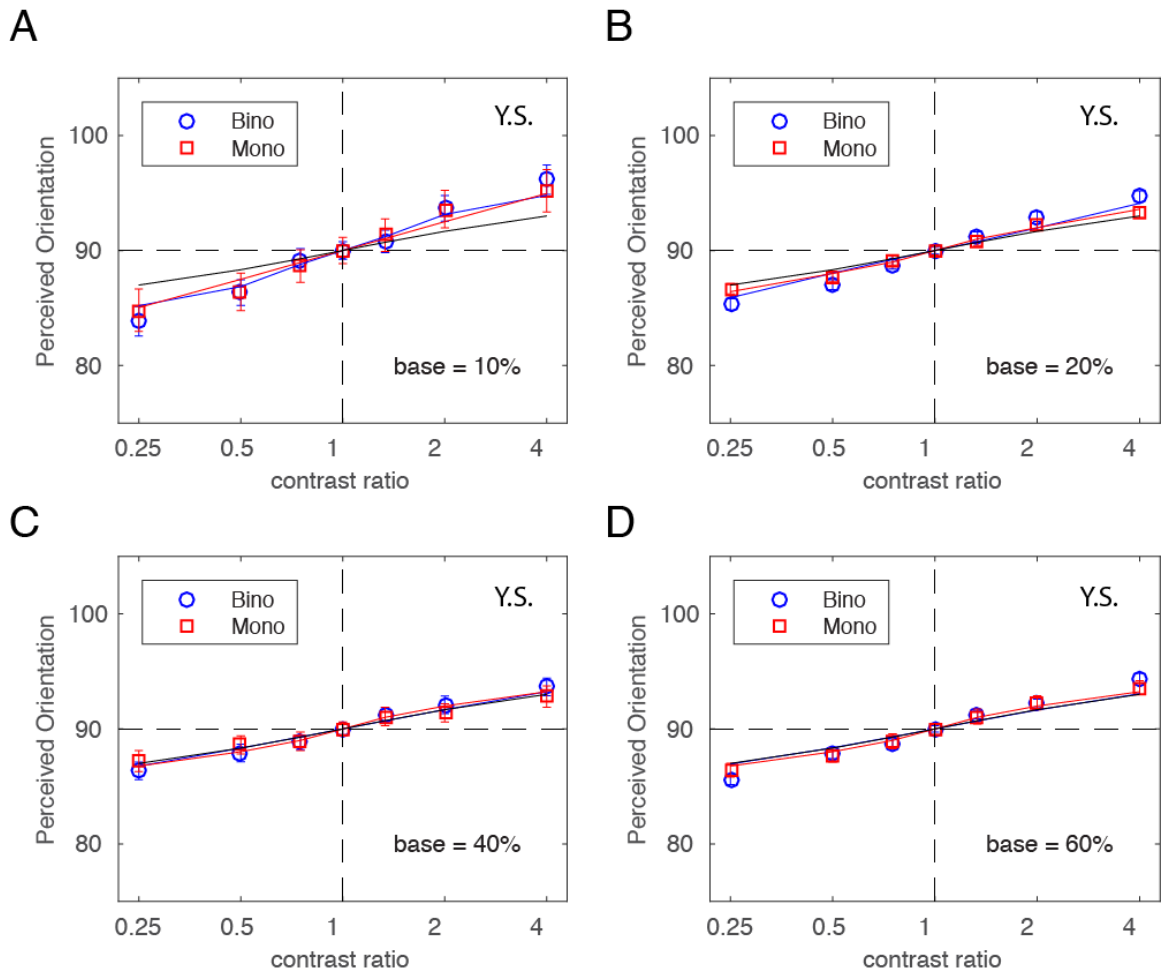 A
Perceived Orientation
100
90
80
Bino
Mono
Y.S.
base = 10%
0.25 0.5 1 2 4
contrast ratio
B
Perceived Orientation
100
90
80
Bino
Mono
Y.S.
base = 20%
0.25 0.5 1 2 4
contrast ratio
C
Perceived Orientation
100
90
80
Bino
Mono
Y.S.
base = 40%
0.25 0.5 1 2 4
contrast ratio
D
Perceived Orientation
100
90
80
Bino
Mono
Y.S.
base = 60%
0.25 0.5 1 2 4
contrast ratio